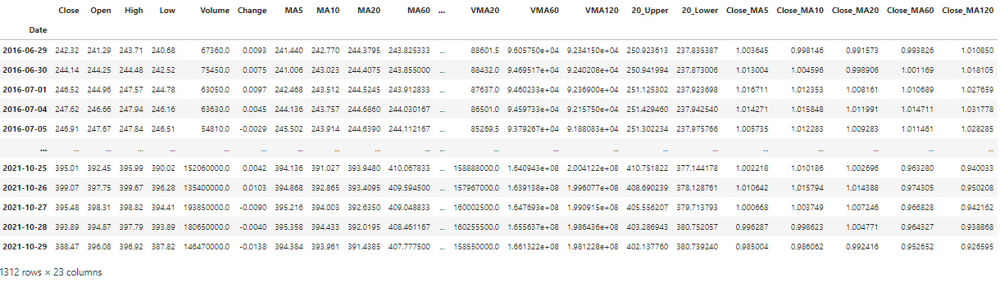 Close Open High Low Volume Change MA5 MA10 MA20 MA60 ... VMA20 VMA60 VMA120 20_Upper 20_Lower Close_MA5 Close_MA10 Close_MA20 Close_MA60 Close_MA120
Date
2016-06-29 242.32 241.29 243.71 240.68 67360.0 0.0093 241.440 242.770 244.3795 243.825333 ... 88601.5 9.605750e+04 9.234150e+04 250.923613 237.835387 1.003645 0.998146 0.991573 0.993826 1.010850
2016-06-30 244.14 244.25 244.48 242.52 75450.0 0.0075 241.006 243.023 244.4075 243.855000 ... 88432.0 9.469517e+04 9.240208e+04 250.941994 237.873006 1.013004 1.004596 0.998906 1.001169 1.018105
2016-07-01 246.52 244.96 247.57 244.78 63050.0 0.0097 242.468 243.512 244.5245 243.912833 ... 87637.0 9.460233e+04 9.236900e+04 251.125302 237.923698 1.016711 1.012353 1.008161 1.010689 1.027659
2016-07-04 247.62 246.66 247.94 246.16 63630.0 0.0045 244.136 243.757 244.6860 244.030167 ... 86501.0 9.459733e+04 9.215750e+04 251.429460 237.942540 1.014271 1.015848 1.011991 1.014711 1.031778
2016-07-05 246.91 247.67 247.84 246.51 54810.0 -0.0029 245.502 243.914 244.6390 244.112167 ... 85269.5 9.379267e+04 9.188083e+04 251.302234 237.975766 1.005735 1.012283 1.009283 1.011461 1.028285
... ... ... ... ... ... ... ... ... ... ... ... ... ... ... ... ... ... ... ... ... ...
2021-10-25 395.01 392.45 395.99 390.02 152060000.0 0.0042 394.136 391.027 393.9480 410.067833 ... 158888000.0 1.640943e+08 2.004122e+08 410.751822 377.144178 1.002218 1.010186 1.002696 0.963280 0.940033
2021-10-26 399.07 397.75 399.67 396.28 135400000.0 0.0103 394.868 392.865 393.4095 409.594500 ... 157967000.0 1.639138e+08 1.996077e+08 408.690239 378.128761 1.010642 1.015794 1.014388 0.974305 0.950208
2021-10-27 395.48 398.31 398.82 394.41 193850000.0 -0.0090 395.216 394.003 392.6350 409.048833 ... 160002500.0 1.647693e+08 1.990915e+08 405.556207 379.713793 1.000668 1.003749 1.007246 0.966828 0.942162
2021-10-28 393.89 394.87 397.79 393.89 180650000.0 -0.0040 395.358 394.433 392.0195 408.461167 ... 160255500.0 1.655637e+08 1.986436e+08 403.286943 380.752057 0.996287 0.998623 1.004771 0.964327 0.938868
2021-10-29 388.47 396.08 396.92 387.82 146470000.0 -0.0138 394.384 393.961 391.4385 407.777500 ... 158550000.0 1.661322e+08 1.981228e+08 402.137760 380.739240 0.985004 0.986062 0.992416 0.952652 0.926595
1312 rows × 23 columns